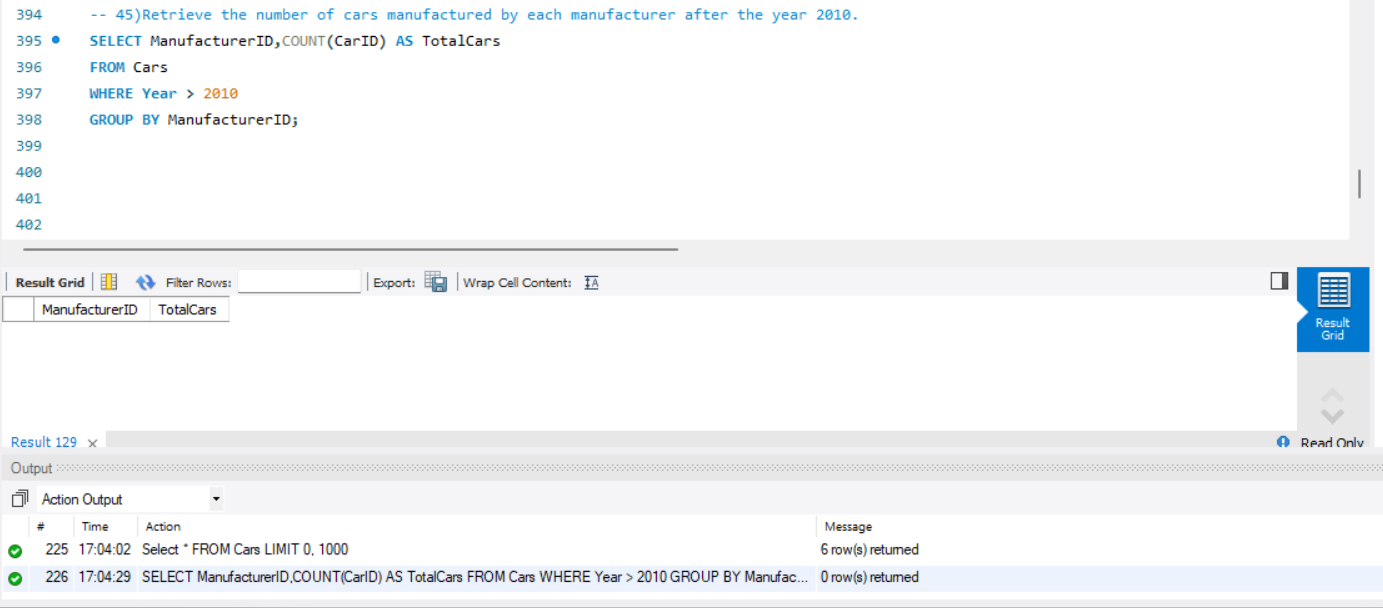 394 -- 45)Retrieve the number of cars manufactured by each manufacturer after the year 2010.
395 SELECT ManufacturerID,COUNT(CarID) AS TotalCars
396 FROM Cars
397 WHERE Year > 2010
398 GROUP BY ManufacturerID;
399
400
401
402
Result Grid Filter Rows: Export: Wrap Cell Content:
ManufacturerID TotalCars
Result
Grid
Result 129 × Read Only
Output
Action Output
# Time Action Message
225 17:04:02 Select * FROM Cars LIMIT 0, 1000 6 row(s) returned
226 17:04:29 SELECT ManufacturerID,COUNT(CarID) AS TotalCars FROM Cars WHERE Year > 2010 GROUP BY Manufac... 0 row(s) returned